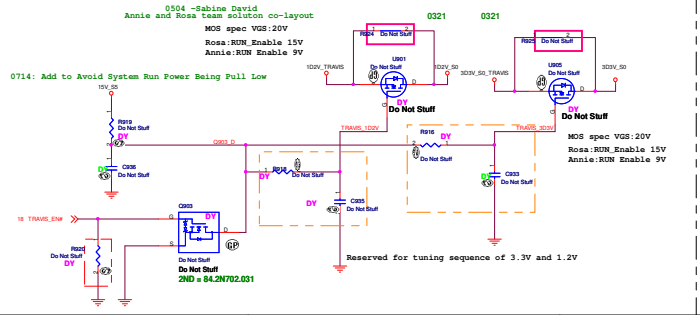 0504 -Sabine David
Annie and Rosa team soluton co-layout
MOS spec VGS:20V
Rosa:RUN_Enable 15V
Annie:RUN Enable 9V
0321
0321
R924
Do Not Stuff
R925
Do Not Stuff
U901
U905
1D2V_TRAVIS
1D2V_S0
3D3V_S0_TRAVIS
3D3V_S0
S
D
G
DY
Do Not Stuff
D
G
DY
Do Not Stuff
0714: Add to Avoid System Run Power Being Pull Low
15V_S5
R919
Do Not Stuff
DY
C936
Do Not Stuff
DY
Q903_D
TRAVIS_1D2V
R916
Do Not Stuff
DY
TRAVIS_3D3V
MOS spec VGS:20V
Rosa:RUN_Enable 15V
Annie:RUN Enable 9V
R918
Do Not Stuff
DY
C935
Do Not Stuff
DY
C933
Do Not Stuff
DY
18 TRAVIS_EN#
Q903
G
S
D
DY
GP
Do Not Stuff
Do Not Stuff
2ND = 84.2N702.031
R920
Do Not Stuff
DY
Reserved for tuning sequence of 3.3V and 1.2V